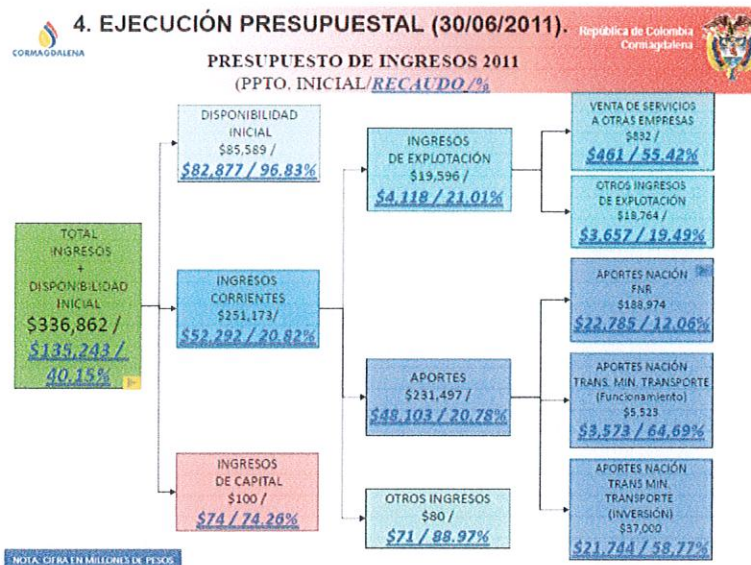 4. EJECUCIÓN PRESUPUESTAL (30/06/2011).
CORMAGDALENA
República de Colombia
Cormagdalena
PRESUPUESTO DE INGRESOS 2011
(PPTO. INICIAL/RECAUDO /%
TOTAL
INGRESOS
+
DISPONIBILIDAD
INICIAL
$336,862 /
$135,243 /
40.15%
DISPONIBILIDAD
INICIAL
$85,589 /
$82,877 / 96.83%
INGRESOS
CORRIENTES
$251,173/
$52,292 / 20.82%
INGRESOS
DE CAPITAL
$100 /
$74 / 74.26%
INGRESOS
DE EXPLOTACIÓN
$19,596 /
$4,118 / 21.01%
APORTES
$231,497 /
$48,103 / 20.78%
OTROS INGRESOS
$80 /
$71 / 88.97%
VENTA DE SERVICIOS
A OTRAS EMPRESAS
$832 /
$461 / 55.42%
OTROS INGRESOS
DE EXPLOTACIÓN
$18,764 /
$3,657 / 19.49%
APORTES NACIÓN
FNR
$188,974
$22,785 / 12.06%
APORTES NACIÓN
TRANS. MIN. TRANSPORTE
(Funcionamiento)
$5,523
$3,573 / 64,69%
APORTES NACIÓN
TRANS MIN.
TRANSPORTE
(INVERSIÓN)
$37,000
$21,744 / 58,77%
NOTA: CIFRA EN MILLONES DE PESOS